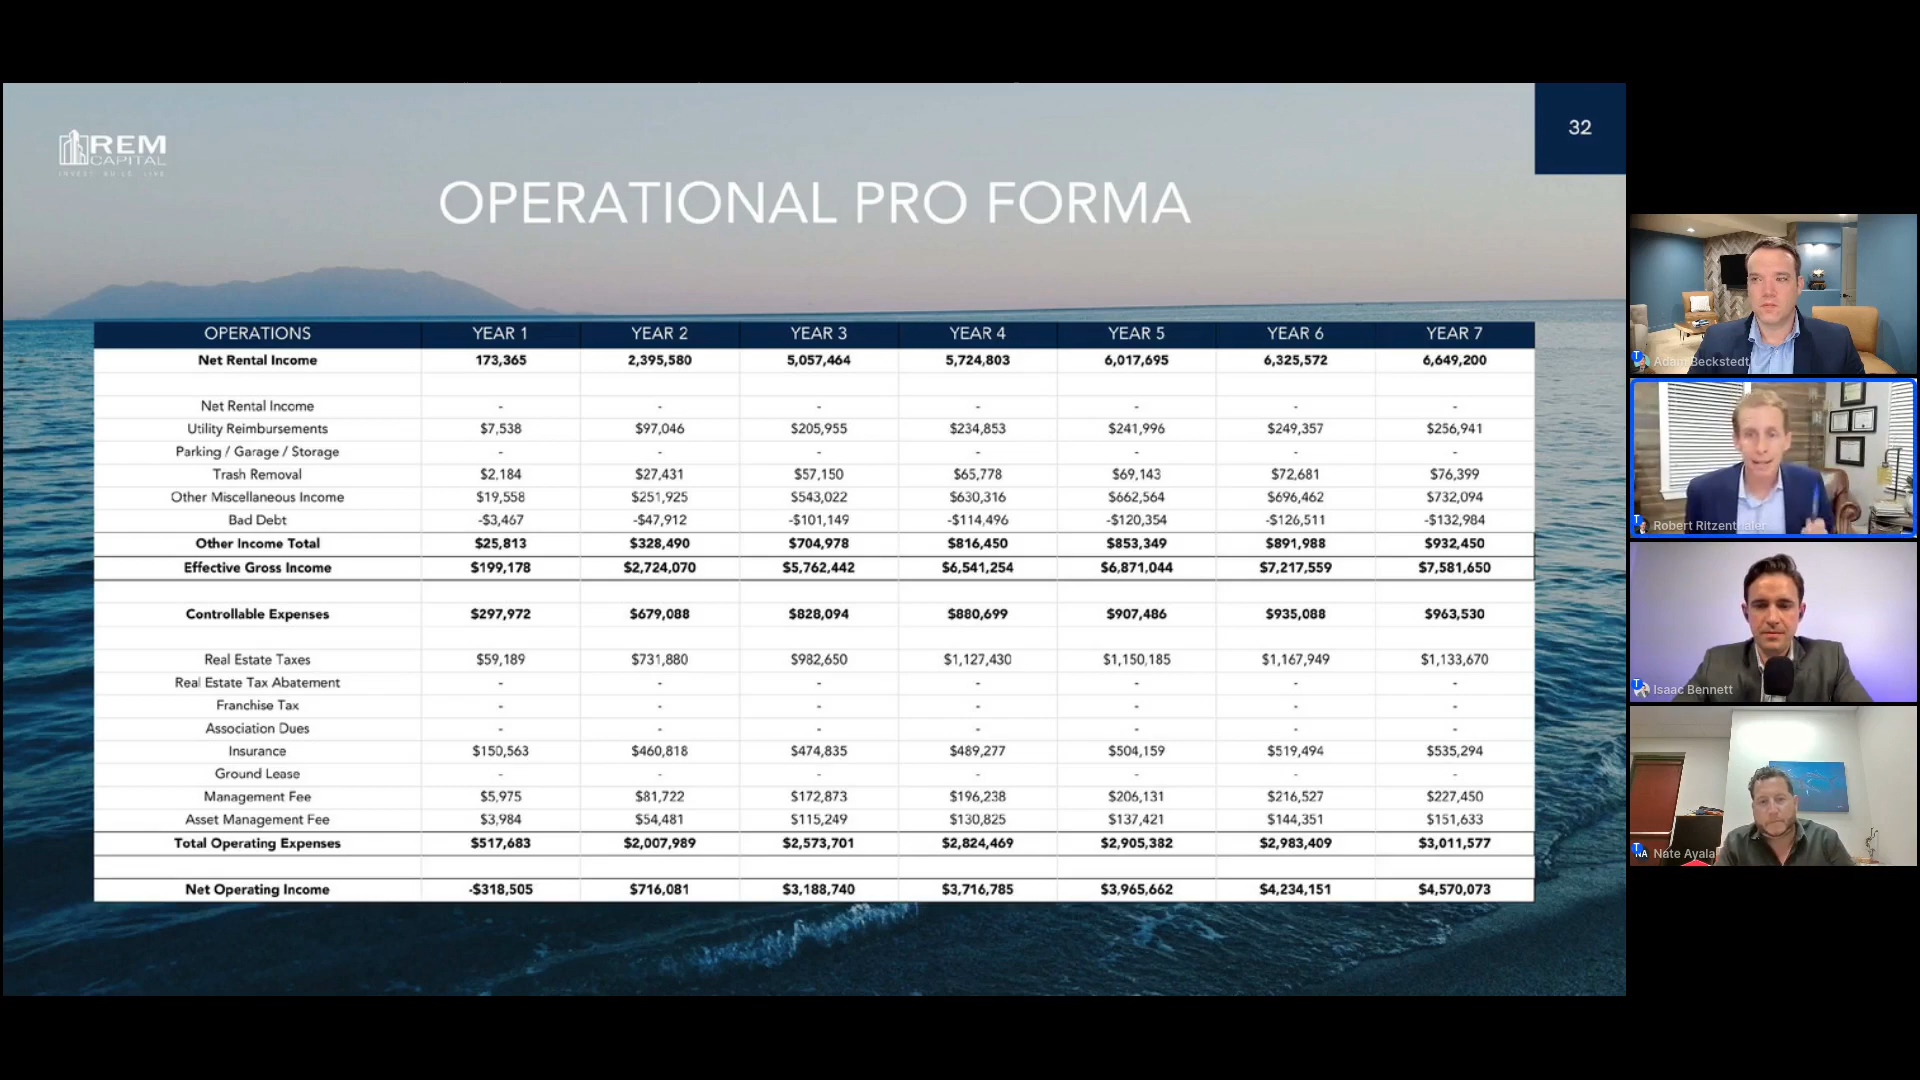 REM
CAPITAL
INVEST. BUILD. LIVE.
32
OPERATIONAL PRO FORMA
OPERATIONS YEAR 1 YEAR 2 YEAR 3 YEAR 4 YEAR 5 YEAR 6 YEAR 7
Net Rental Income 173,365 2,395,580 5,057,464 5,724,803 6,017,695 6,325,572 6,649,200
Net Rental Income - - - - - - -
Utility Reimbursements $7,538 $97,046 $205,955 $234,853 $241,996 $249,357 $256,941
Parking / Garage / Storage - - - - - - -
Trash Removal $2,184 $27,431 $57,150 $65,778 $69,143 $72,681 $76,399
Other Miscellaneous Income $19,558 $251,925 $543,022 $630,316 $662,564 $696,462 $732,094
Bad Debt -$3,467 -$47,912 -$101,149 -$114,496 -$120,354 -$126,511 -$132,984
Other Income Total $25,813 $328,490 $704,978 $816,450 $853,349 $891,988 $932,450
Effective Gross Income $199,178 $2,724,070 $5,762,442 $6,541,254 $6,871,044 $7,217,559 $7,581,650
Controllable Expenses $297,972 $679,088 $828,094 $880,699 $907,486 $935,088 $963,530
Real Estate Taxes $59,189 $731,880 $982,650 $1,127,430 $1,150,185 $1,167,949 $1,133,670
Real Estate Tax Abatement - - - - - - -
Franchise Tax - - - - - - -
Association Dues - - - - - - -
Insurance $150,563 $460,818 $474,835 $489,277 $504,159 $519,494 $535,294
Ground Lease - - - - - - -
Management Fee $5,975 $81,722 $172,873 $196,238 $206,131 $216,527 $227,450
Asset Management Fee $3,984 $54,481 $115,249 $130,825 $137,421 $144,351 $151,633
Total Operating Expenses $517,683 $2,007,989 $2,573,701 $2,824,469 $2,905,382 $2,983,409 $3,011,577
Net Operating Income -$318,505 $716,081 $3,188,740 $3,716,785 $3,965,662 $4,234,151 $4,570,073
T Adam Beckstedt
T Robert Ritzenthaler
T Isaac Bennett
T NA Nate Ayala